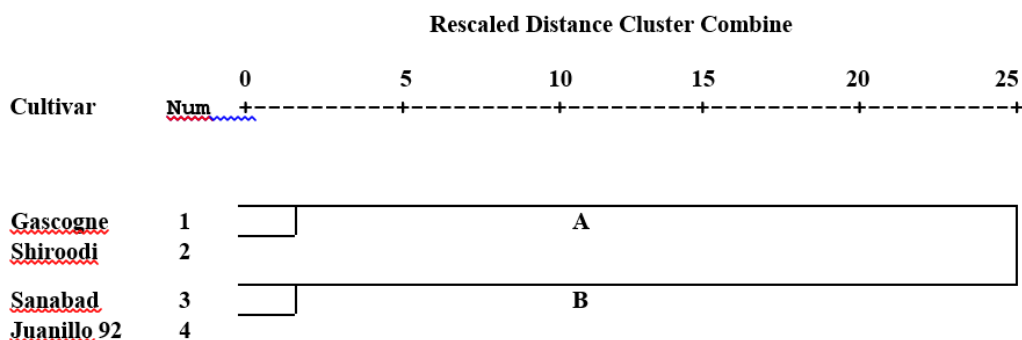 Rescaled Distance Cluster Combine
0 5 10 15 20 25
Cultivar Num +---------+---------+---------+---------+---------+
Gascogne 1 A
Shiroodi 2
Sanabad 3 B
Juanillo 92 4